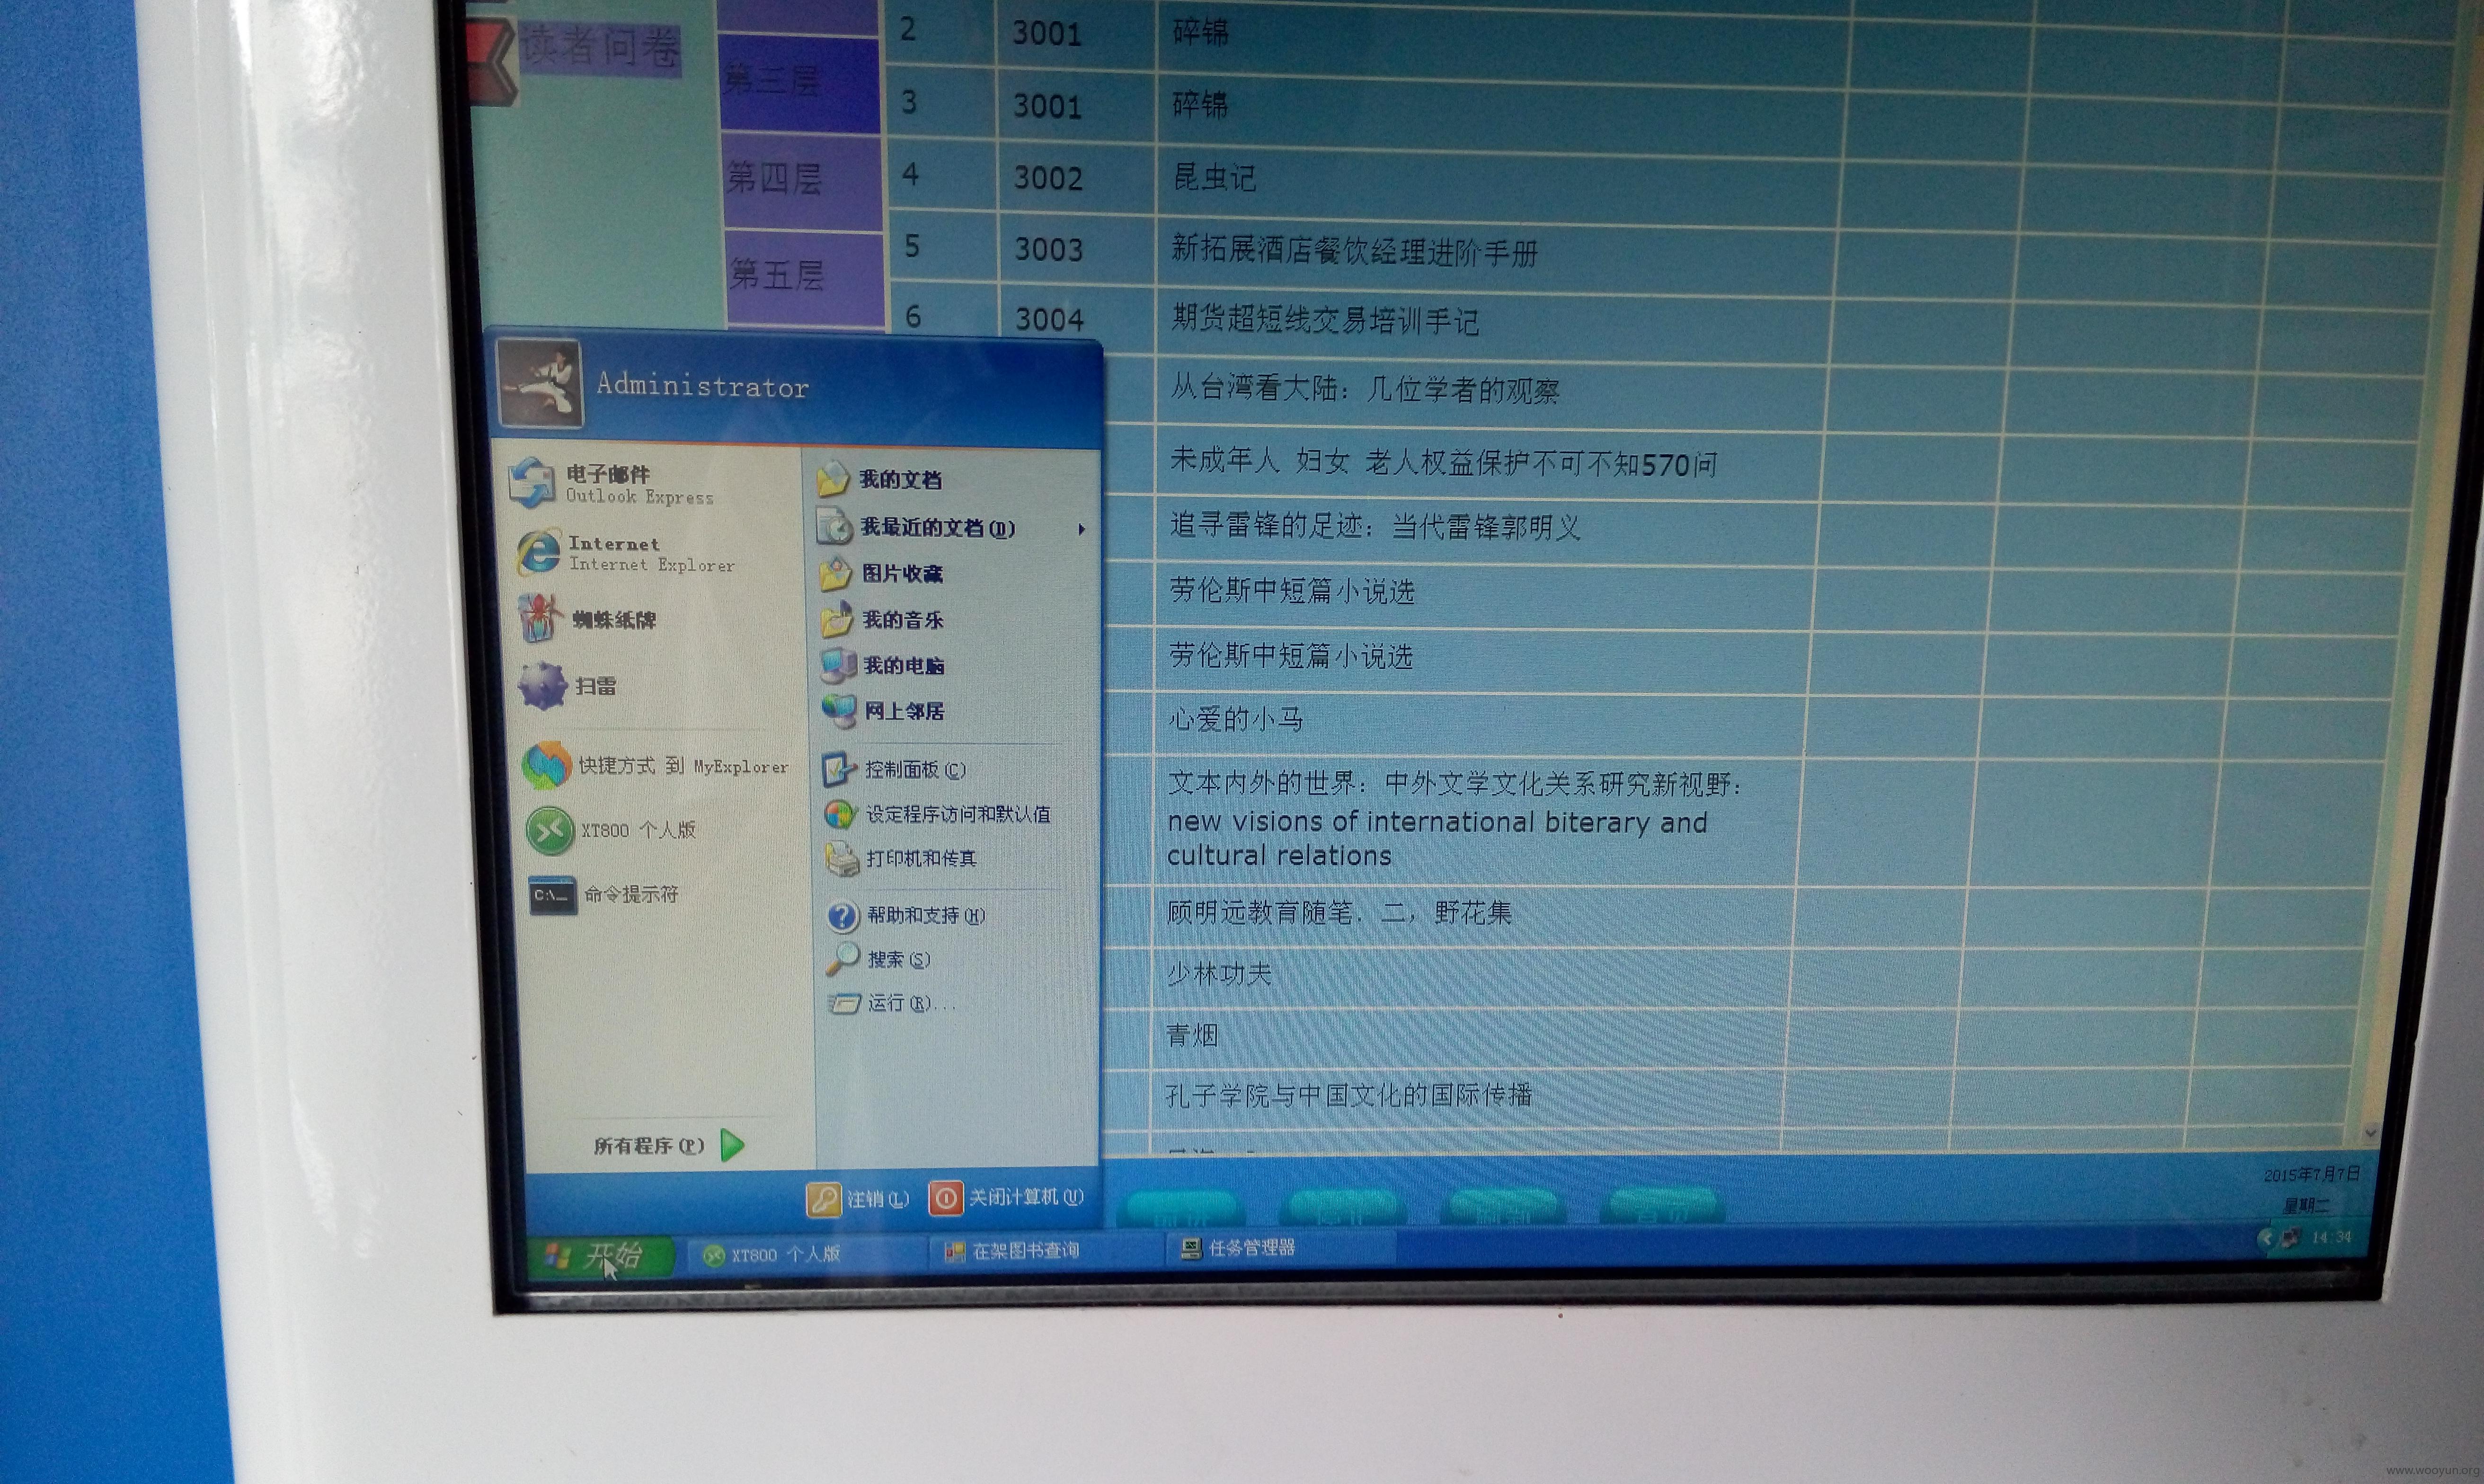 读者问卷
第三层
第四层
第五层
2 3001 碎锦
3 3001 碎锦
4 3002 昆虫记
5 3003 新拓展酒店餐饮经理进阶手册
6 3004 期货超短线交易培训手记
从台湾看大陆：几位学者的观察
未成年人 妇女 老人权益保护不可不知570问
追寻雷锋的足迹：当代雷锋郭明义
劳伦斯中短篇小说选
劳伦斯中短篇小说选
心爱的小马
文本内外的世界：中外文学文化关系研究新视野：
new visions of international biterary and
cultural relations
顾明远教育随笔．二，野花集
少林功夫
青烟
孔子学院与中国文化的国际传播
Administrator
电子邮件
Outlook Express
Internet
Internet Explorer
蜘蛛纸牌
扫雷
快捷方式 到 MyExplorer
XT800 个人版
命令提示符
所有程序(P)
我的文档
我最近的文档(D)
图片收藏
我的音乐
我的电脑
网上邻居
控制面板(C)
设定程序访问和默认值
打印机和传真
帮助和支持(H)
搜索(S)
运行(R)...
注销(L)
关闭计算机(U)
2015年7月7日
星期二
开始
XT800 个人版
在架图书查询
任务管理器
14:34
www.wooyun.org